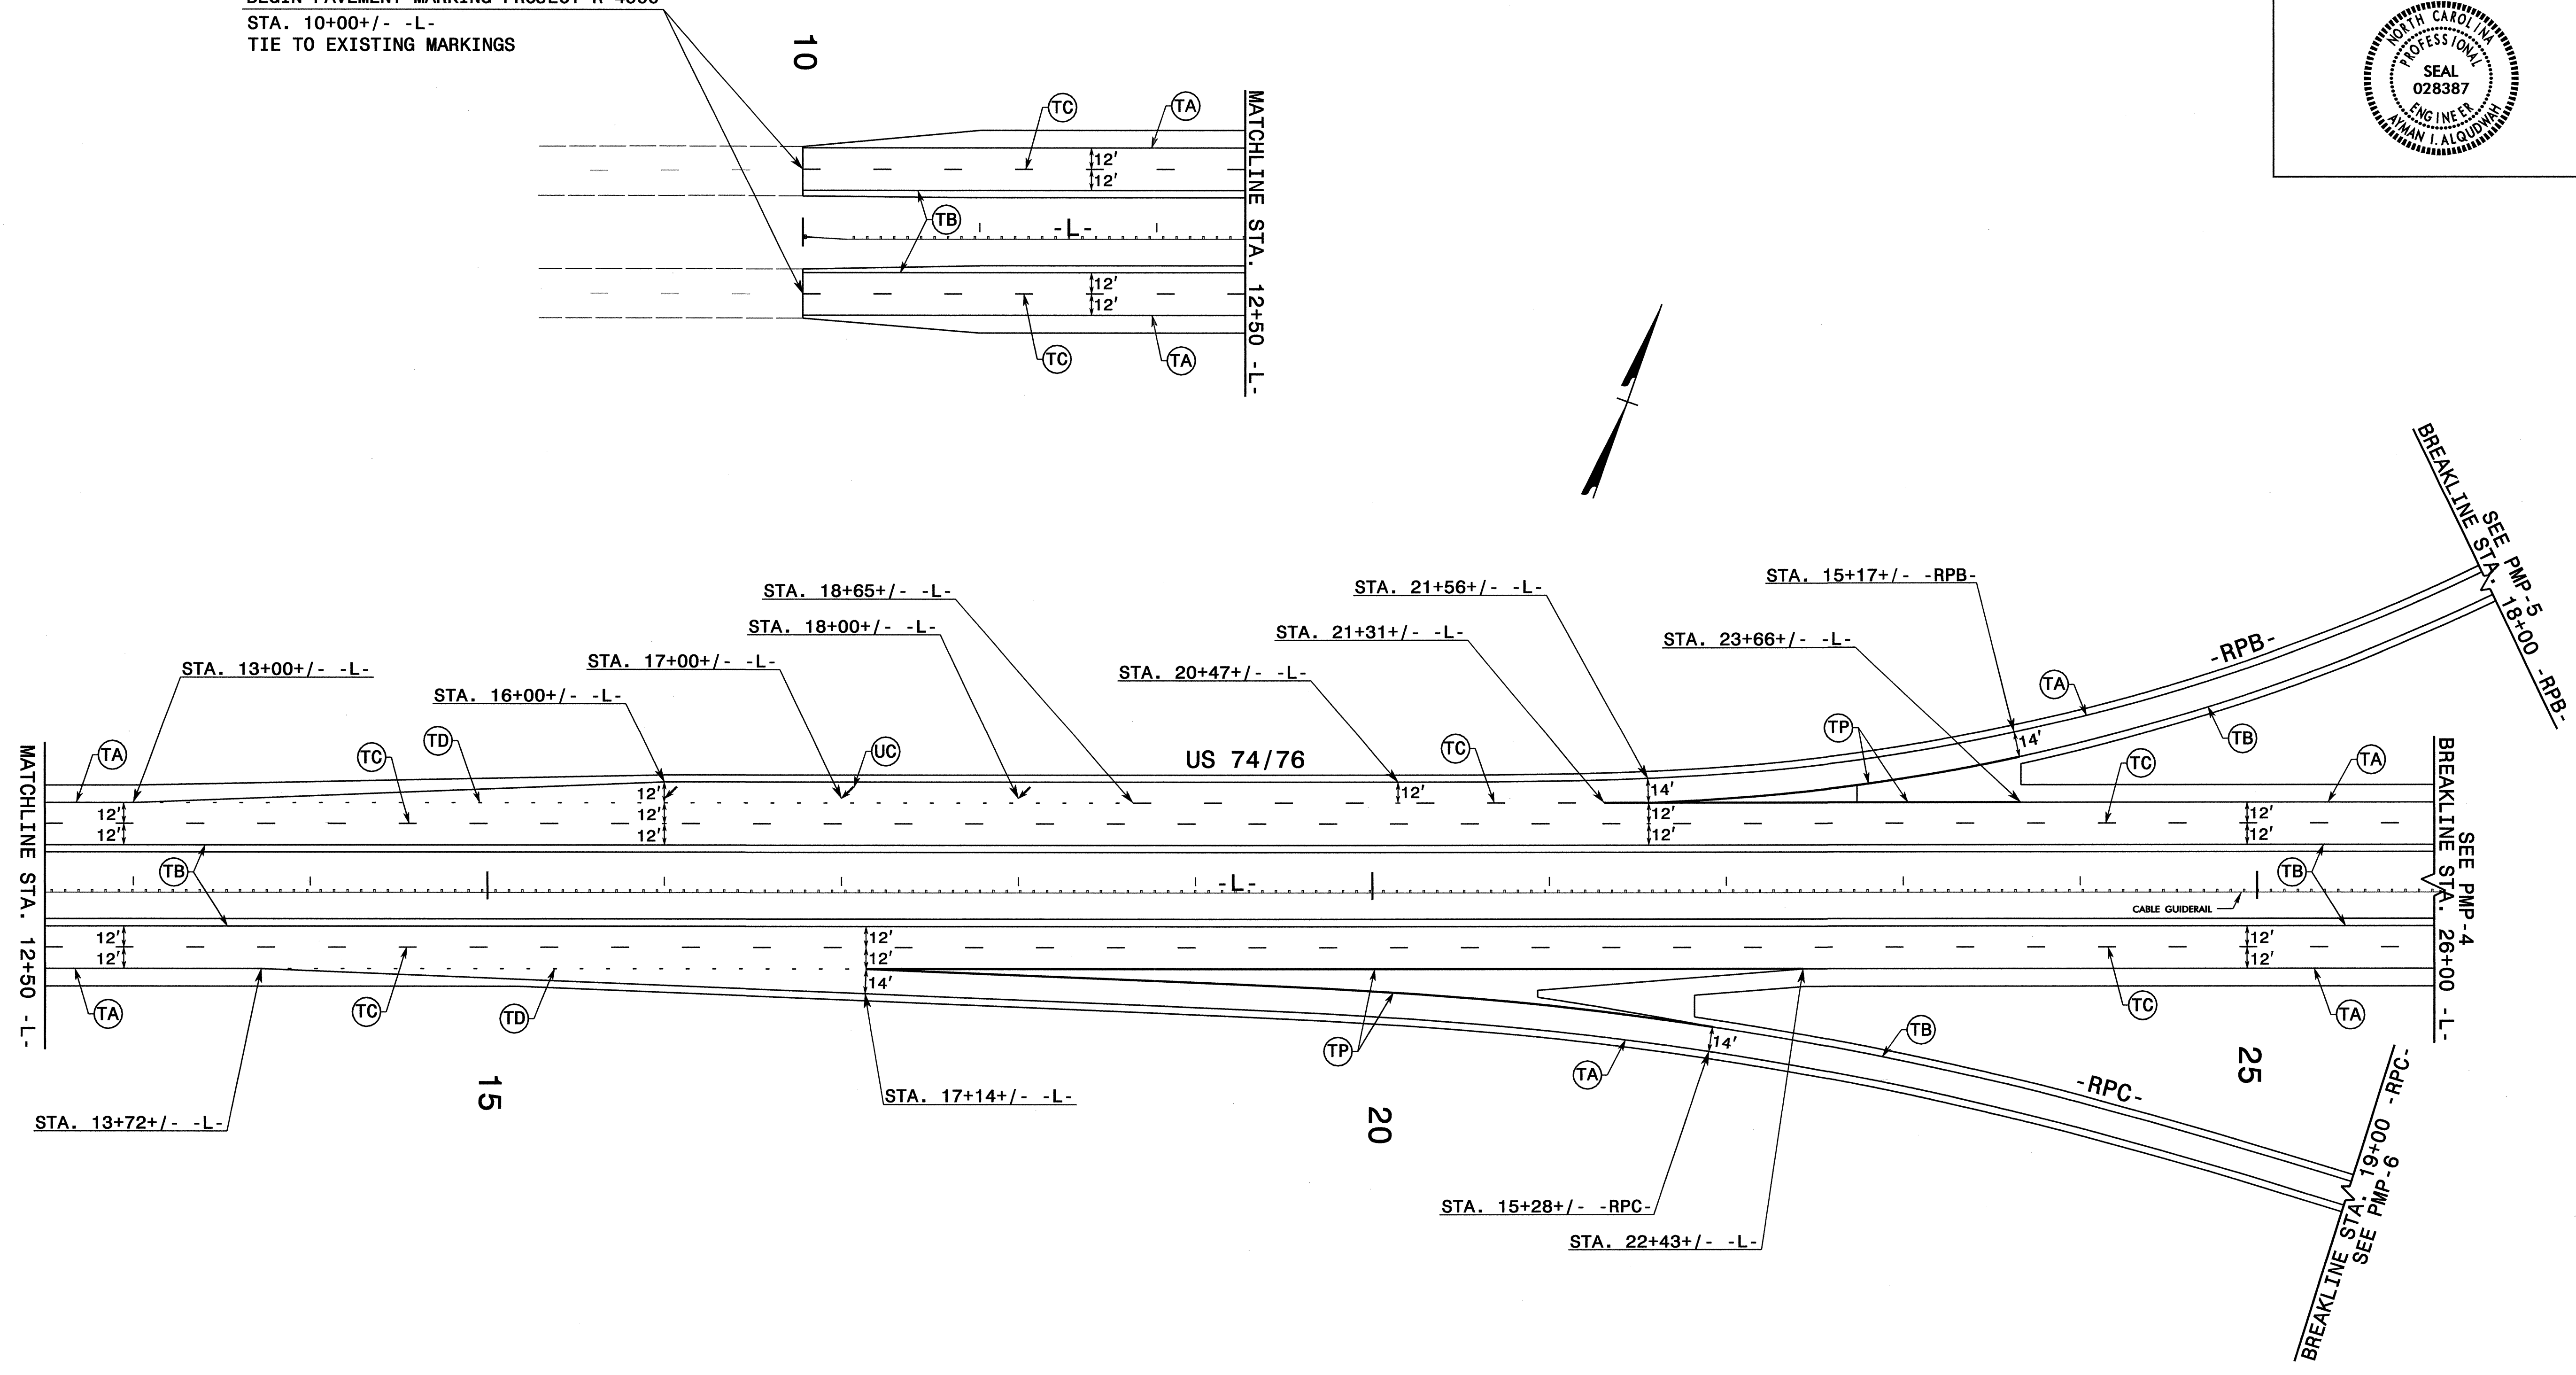 STA. 10+00+/- -L-
TIE TO EXISTING MARKINGS
10
NORTH CAROLINA
PROFESSIONAL
SEAL
028387
ENGINEER
AYMAN I. ALQUDWAH
TC
TA
12'
12'
TB
-L-
12'
12'
TC
TA
MATCHLINE STA. 12+50 -L-
STA. 18+65+/- -L-
STA. 21+56+/- -L-
STA. 15+17+/- -RPB-
STA. 18+00+/- -L-
STA. 21+31+/- -L-
STA. 23+66+/- -L-
STA. 13+00+/- -L-
STA. 17+00+/- -L-
STA. 20+47+/- -L-
STA. 16+00+/- -L-
SEE PMP-5
BREAKLINE STA. 18+00 -RPB-
-RPB-
TA
TP
TB
14'
MATCHLINE STA. 12+50 -L-
TA
TC
TD
UC
US 74/76
TC
TC
TA
12'
12'
14'
12'
12'
12'
12'
12'
12'
12'
12'
TB
-L-
TB
CABLE GUIDERAIL
BREAKLINE STA. 26+00 -L-
SEE PMP-4
12'
12'
12'
12'
14'
12'
12'
TA
TC
TD
TP
TA
14'
TB
TC
TA
15
20
25
-RPC-
STA. 13+72+/- -L-
STA. 17+14+/- -L-
STA. 15+28+/- -RPC-
STA. 22+43+/- -L-
BREAKLINE STA. 19+00 -RPC-
SEE PMP-6